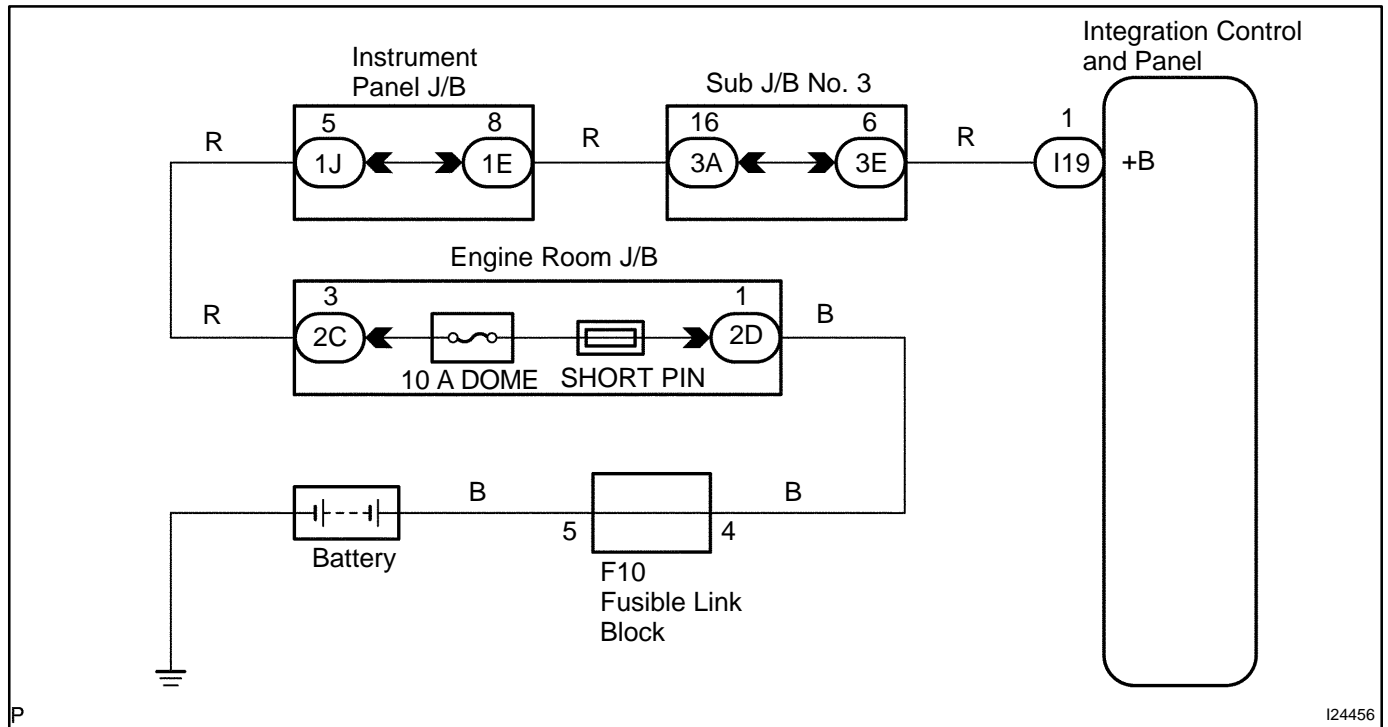 Integration Control
and Panel
Instrument
Panel J/B
Sub J/B No. 3
5
8
16
6
1
R
R
R
1J
1E
3A
3E
I19
+B
Engine Room J/B
3
1
R
B
2C
2D
10 A DOME
SHORT PIN
B
B
5
4
Battery
F10
Fusible Link
Block
P
I24456